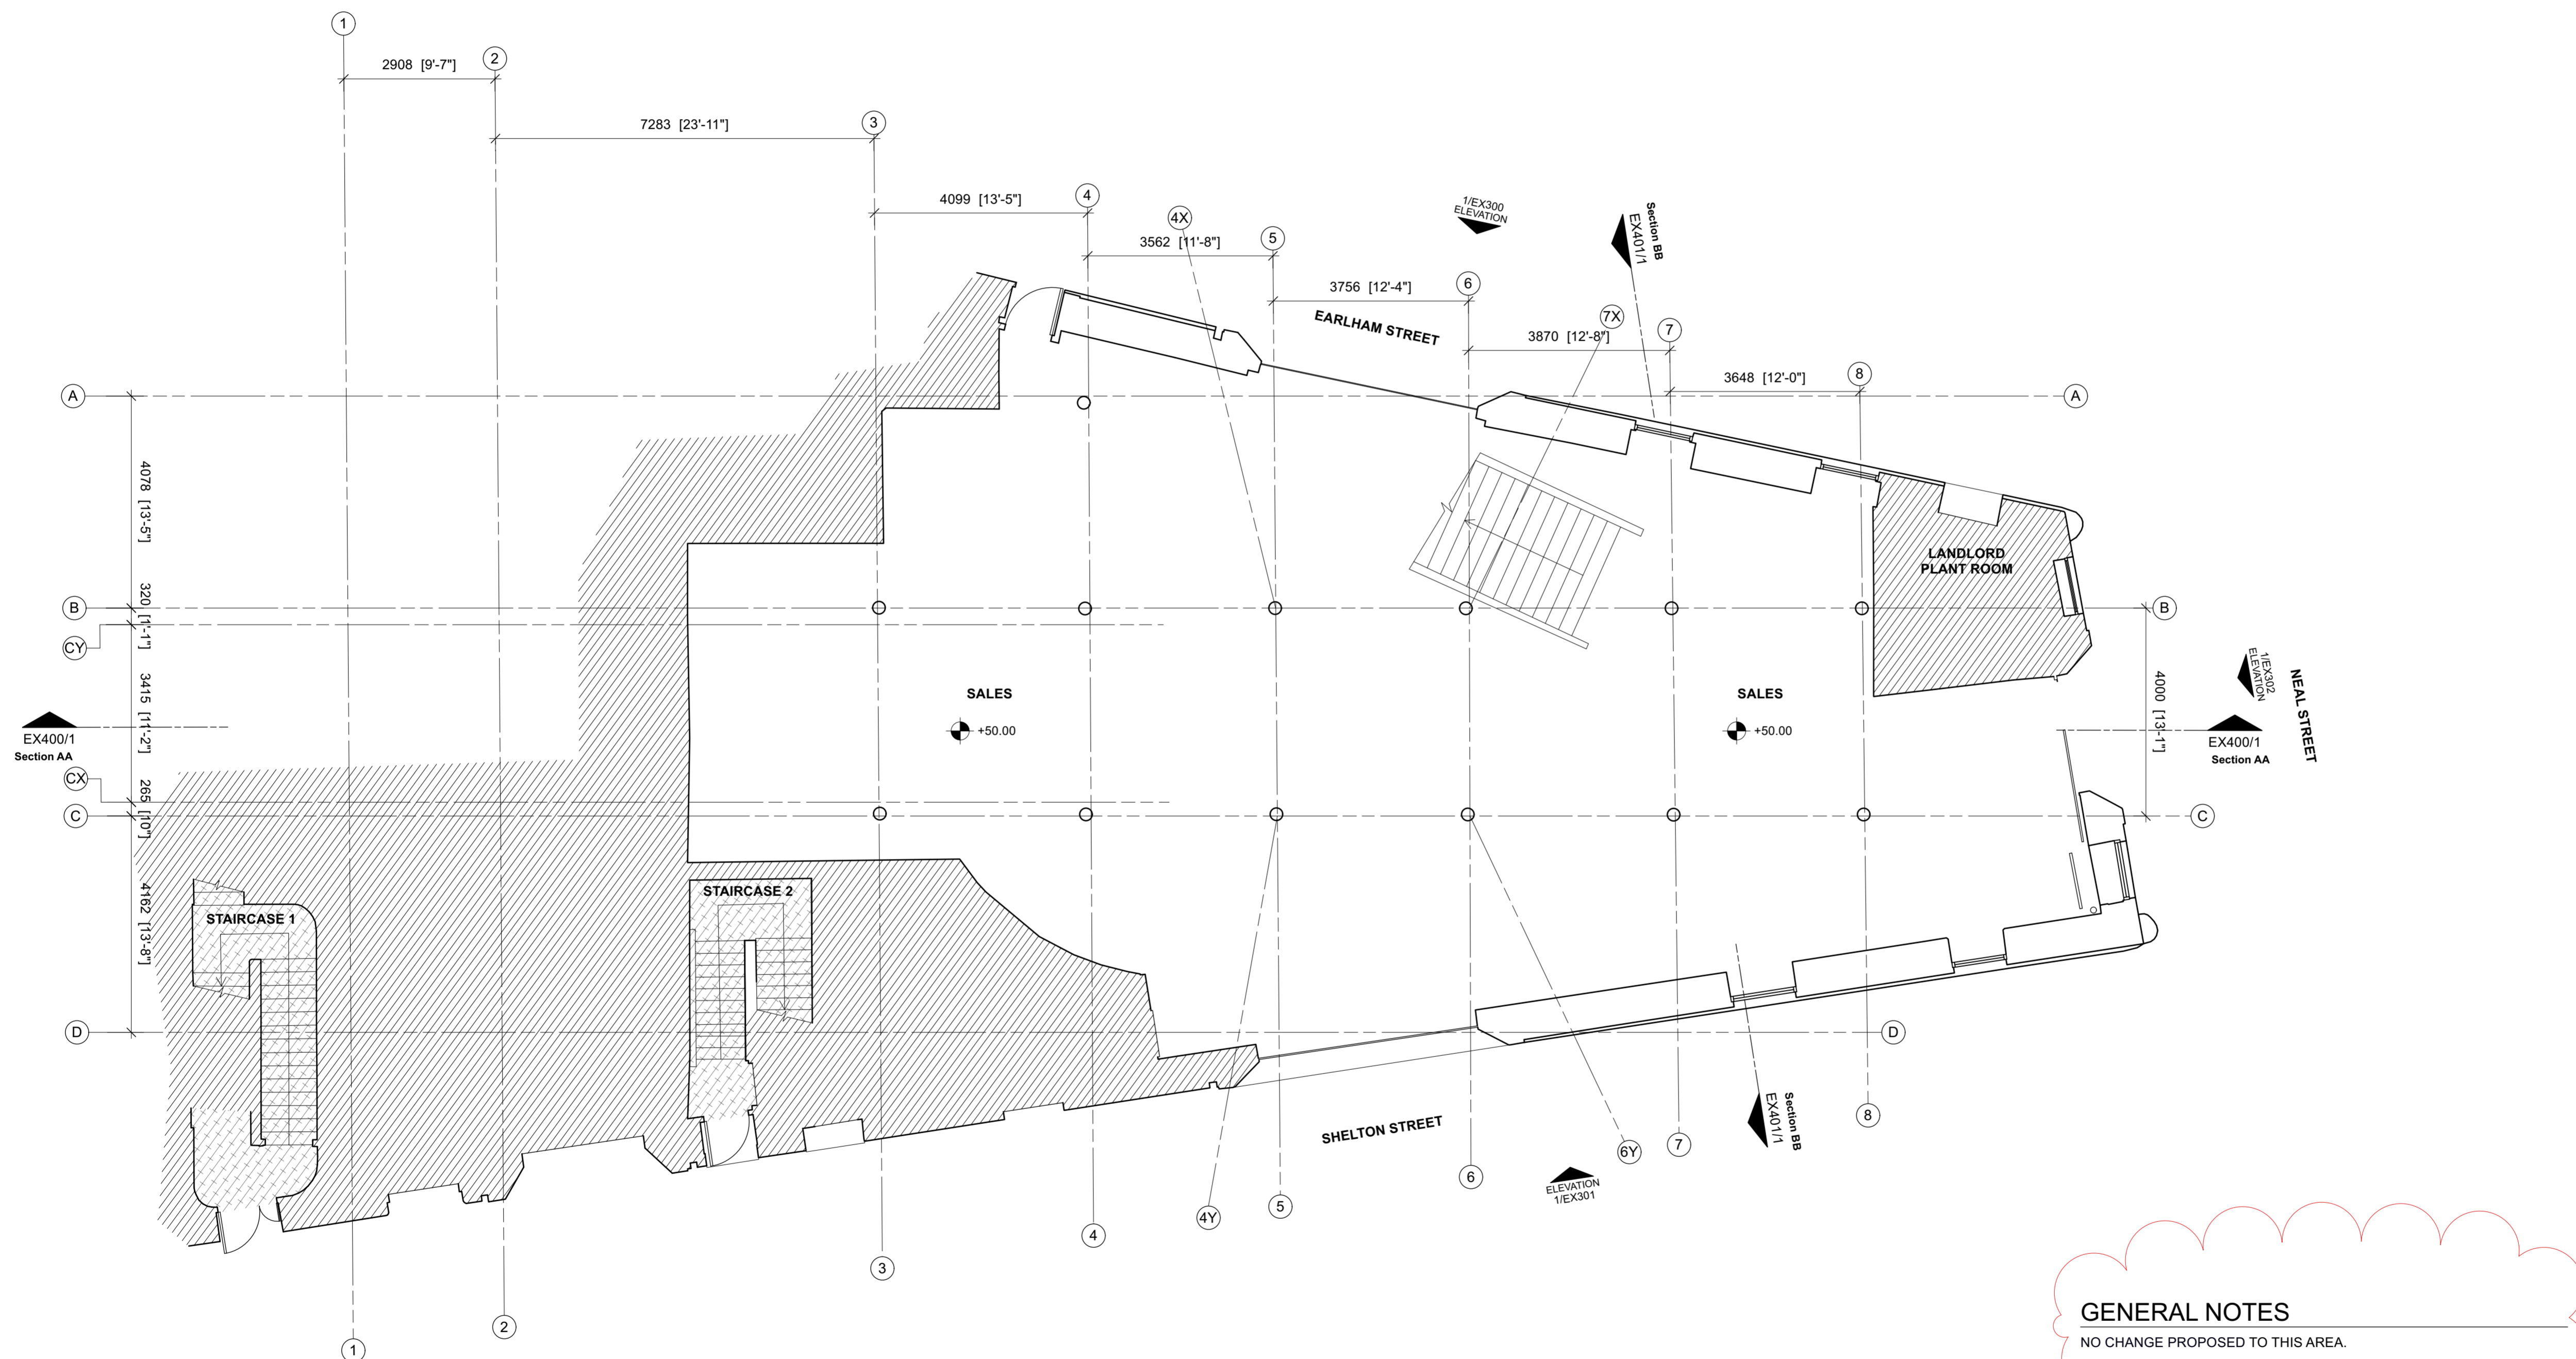 1
2
2908 [9'-7"]
3
7283 [23'-11"]
4
4099 [13'-5"]
4X
5
3562 [11'-8"]
1/EX300
ELEVATION
Section BB
EX401/1
6
3756 [12'-4"]
EARLHAM STREET
7X
7
3870 [12'-8"]
8
3648 [12'-0"]
A
A
4078 [13'-5"]
LANDLORD
PLANT ROOM
B
B
320 [1'-1"]
CY
3415 [11'-2"]
SALES
+50.00
SALES
+50.00
4000 [13'-1"]
1/EX302
ELEVATION
NEAL STREET
EX400/1
Section AA
EX400/1
Section AA
CX
265 [10"]
C
C
4162 [13'-8"]
STAIRCASE 1
STAIRCASE 2
D
D
SHELTON STREET
Section BB
EX401/1
8
7
6Y
6
ELEVATION
1/EX301
5
4Y
4
3
2
1
GENERAL NOTES
NO CHANGE PROPOSED TO THIS AREA.